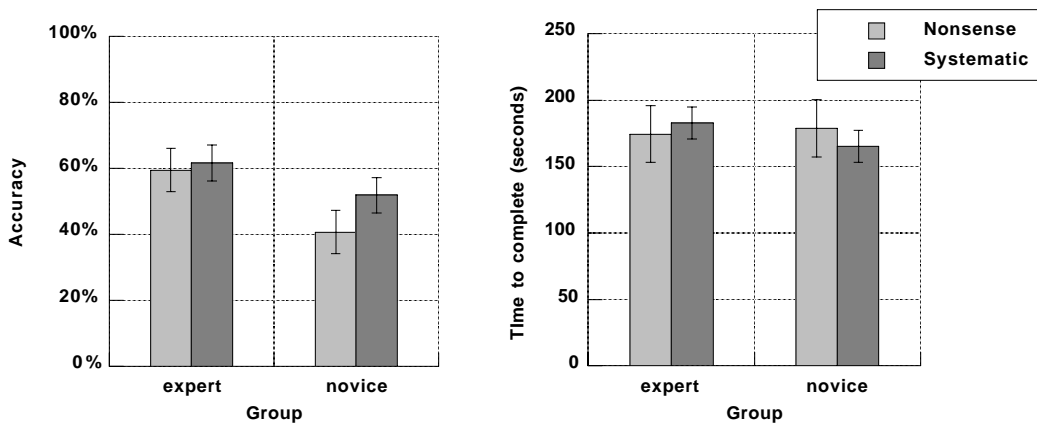 100%
80%
60%
40%
20%
0%
Accuracy
expert novice
Group
250
200
150
100
50
0
TIme to complete (seconds)
expert novice
Group
Nonsense
Systematic